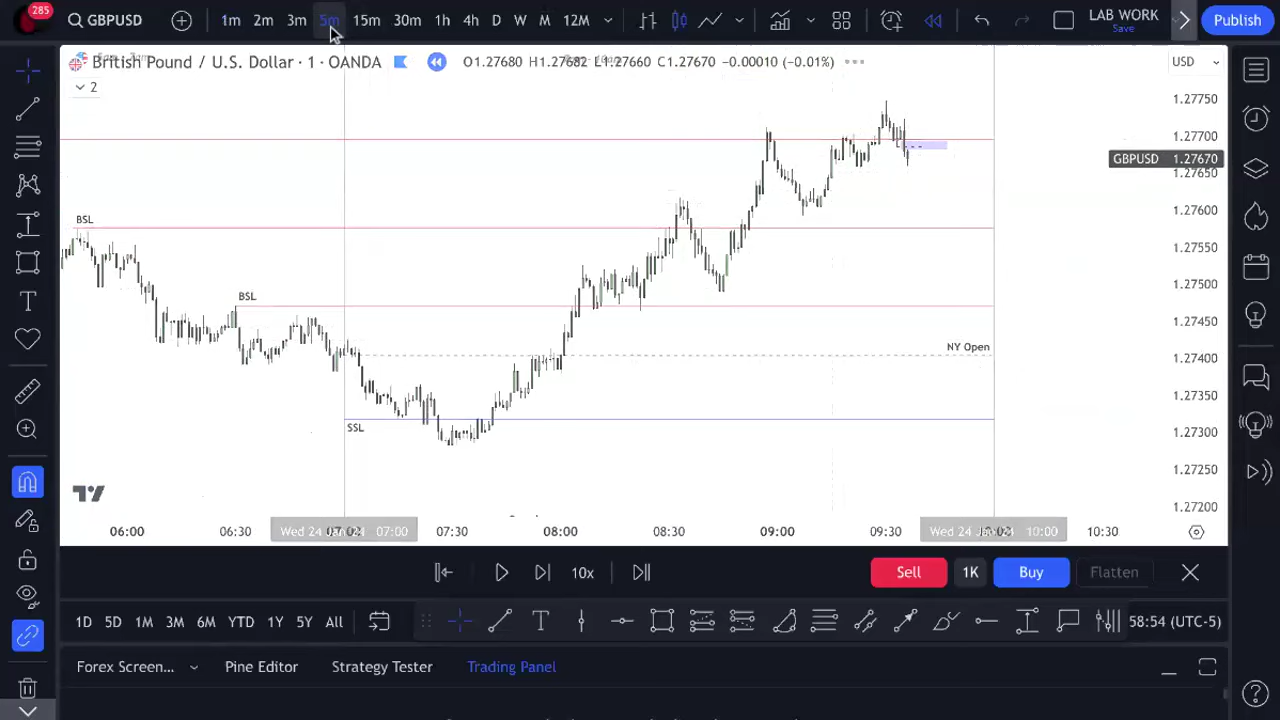 285
GBPUSD
1m 2m 3m 5m 15m 30m 1h 4h D W M 12M
LAB WORK
Save
Publish
British Pound / U.S. Dollar · 1 · OANDA
O1.27680 H1.27682 L1.27660 C1.27670 −0.00010 (−0.01%)
USD
2
1.27750
1.27700
GBPUSD 1.27670
1.27650
1.27600
1.27550
1.27500
1.27450
1.27400
1.27350
1.27300
1.27250
1.27200
BSL
BSL
NY Open
SSL
06:00 06:30 Wed 24 Jan '24 07:00 07:30 08:00 08:30 09:00 09:30 10:00 10:30
10x
Sell 1K Buy Flatten
1D 5D 1M 3M 6M YTD 1Y 5Y All
58:54 (UTC-5)
Forex Screen... Pine Editor Strategy Tester Trading Panel